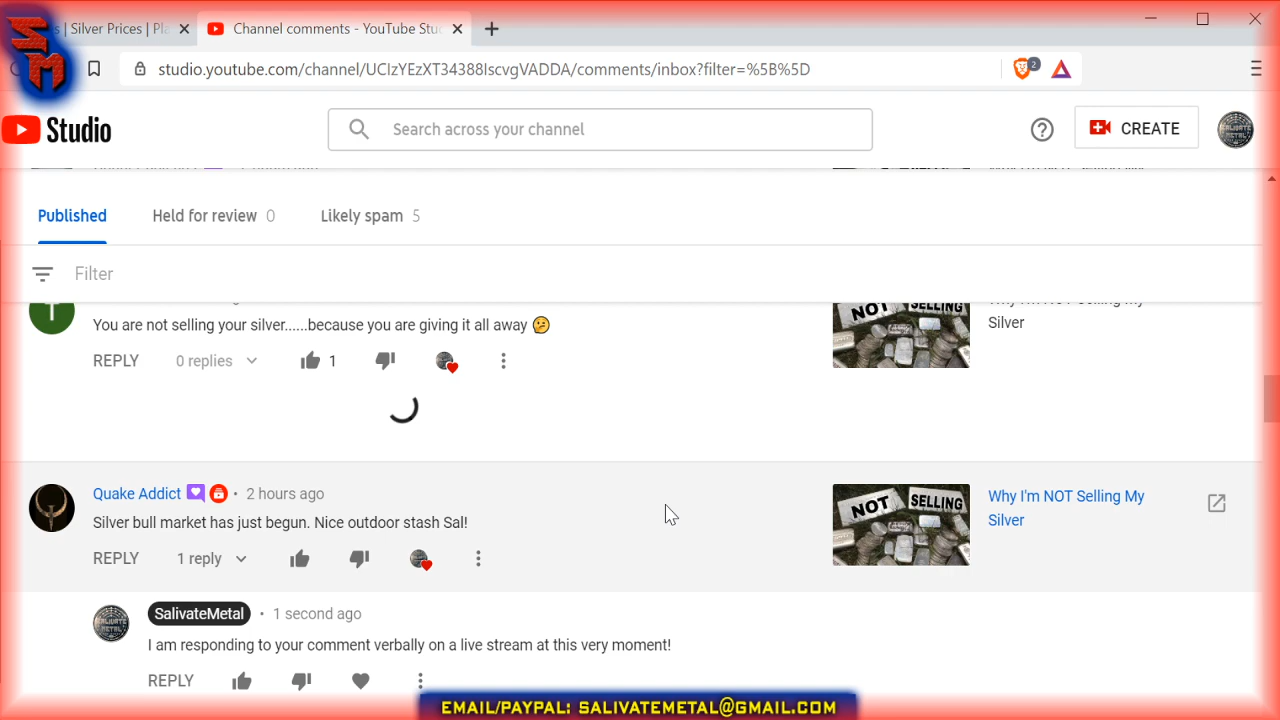 s | Silver Prices | Pla
Channel comments - YouTube Stu
SM
studio.youtube.com/channel/UCIzYEzXT34388IscvgVADDA/comments/inbox?filter=%5B%5D
2
Studio
Search across your channel
CREATE
Published
Held for review 0
Likely spam 5
Filter
T
You are not selling your silver......because you are giving it all away 🤔
Silver
NOT SELLING
REPLY
0 replies
1
Quake Addict • 2 hours ago
Why I'm NOT Selling My
Silver
NOT SELLING
Silver bull market has just begun. Nice outdoor stash Sal!
REPLY
1 reply
SalivateMetal • 1 second ago
I am responding to your comment verbally on a live stream at this very moment!
REPLY
EMAIL/PAYPAL: SALIVATEMETAL@GMAIL.COM